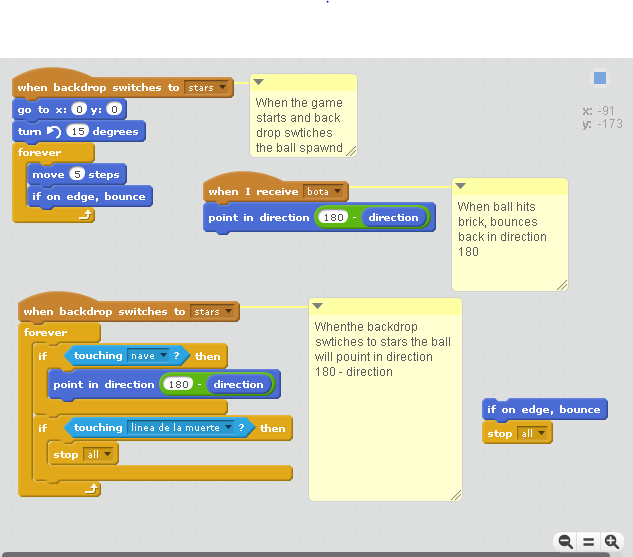 when backdrop switches to stars
go to x: 0 y: 0
turn 15 degrees
forever
move 5 steps
if on edge, bounce
When the game
starts and back
drop swtiches
the ball spawnd
x: -91
y: -173
when I receive bota
point in direction 180 - direction
When ball hits
brick, bounces
back in direction
180
when backdrop switches to stars
forever
if touching nave ? then
point in direction 180 - direction
if touching linea de la muerte ? then
stop all
Whenthe backdrop
swtiches to stars the ball
will pouint in direction
180 - direction
if on edge, bounce
stop all